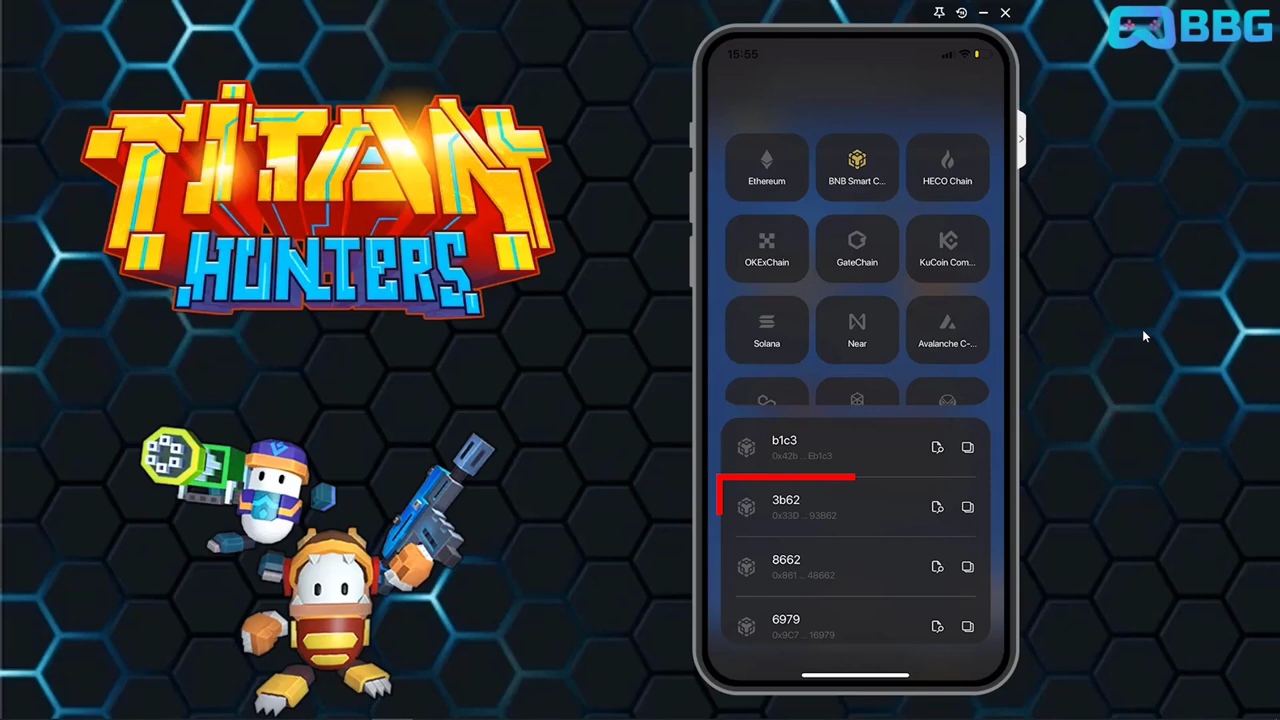 BBG
TITAN
HUNTERS
15:55
Ethereum
BNB Smart C...
HECO Chain
OKExChain
GateChain
KuCoin Com...
Solana
Near
Avalanche C-...
b1c3
0x42b ... Eb1c3
3b62
0x33D ... 93B62
8662
0x861 ... 48662
6979
0x9C7 ... 16979